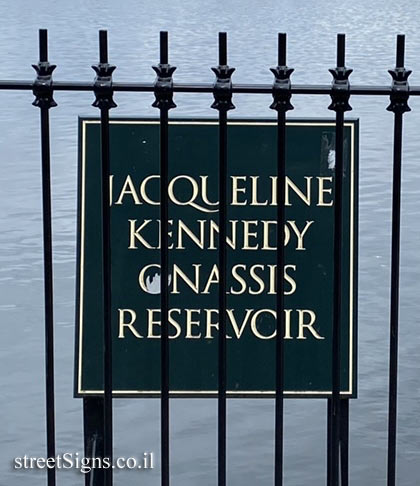 JACQUELINE
KENNEDY
ONASSIS
RESERVOIR
streetSigns.co.il